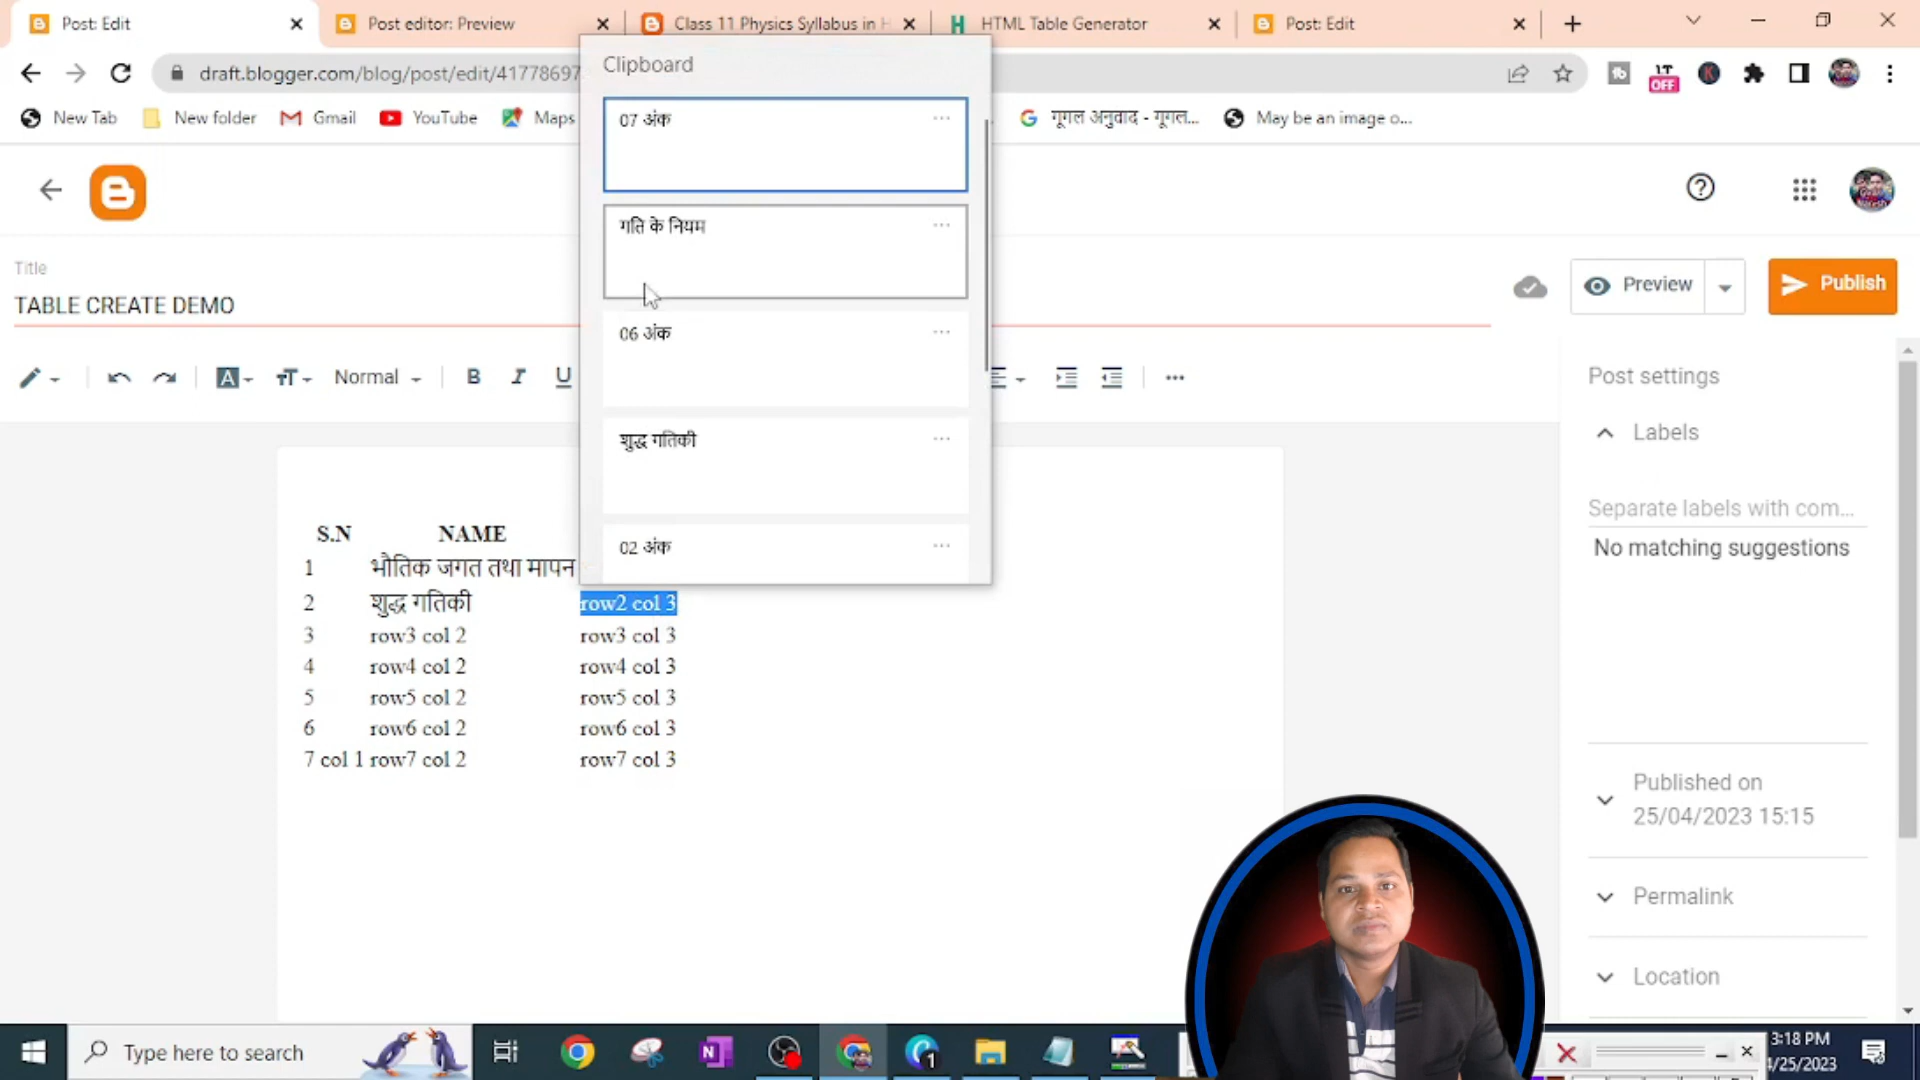 Post: Edit
Post editor: Preview
Class 11 Physics Syllabus in H
HTML Table Generator
Post: Edit
draft.blogger.com/blog/post/edit/41778697
OFF
New Tab
New folder
Gmail
YouTube
Maps
गूगल अनुवाद - गूगल...
May be an image o...
Clipboard
07 अंक
गति के नियम
06 अंक
शुद्ध गतिकी
02 अंक
Title
TABLE CREATE DEMO
Preview
Publish
Normal
B I U
Post settings
Labels
Separate labels with com...
No matching suggestions
Published on
25/04/2023 15:15
Permalink
Location
S.N NAME
1 भौतिक जगत तथा मापन
2 शुद्ध गतिकी row2 col 3
3 row3 col 2 row3 col 3
4 row4 col 2 row4 col 3
5 row5 col 2 row5 col 3
6 row6 col 2 row6 col 3
7 col 1 row7 col 2 row7 col 3
Type here to search
3:18 PM
4/25/2023